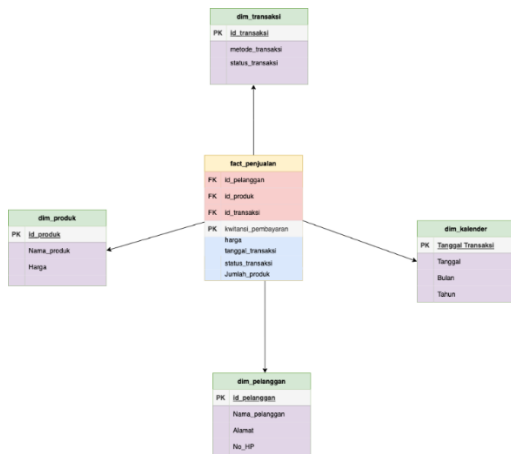 dim_transaksi
PK id_transaksi
metode_transaksi
status_transaksi
fact_penjualan
FK id_pelanggan
FK id_produk
FK id_transaksi
PK kwitansi_pembayaran
harga
tanggal_transaksi
status_transaksi
Jumlah_produk
dim_produk
PK id_produk
Nama_produk
Harga
dim_kalender
PK Tanggal Transaksi
Tanggal
Bulan
Tahun
dim_pelanggan
PK id_pelanggan
Nama_pelanggan
Alamat
No_HP